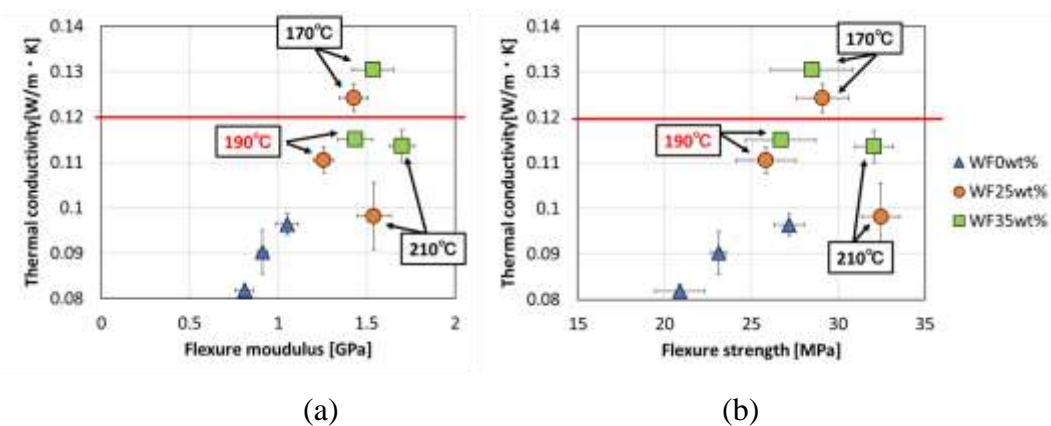 0.14
0.13
0.12
0.11
0.1
0.09
0.08
Thermal conductivity[W/m・K]
170℃
190℃
210℃
0 0.5 1 1.5 2
Flexure moudulus [GPa]
(a)
0.14
0.13
0.12
0.11
0.1
0.09
0.08
Thermal conductivity[W/m・K]
170℃
190℃
210℃
15 20 25 30 35
Flexure strength [MPa]
(b)
WF0wt%
WF25wt%
WF35wt%